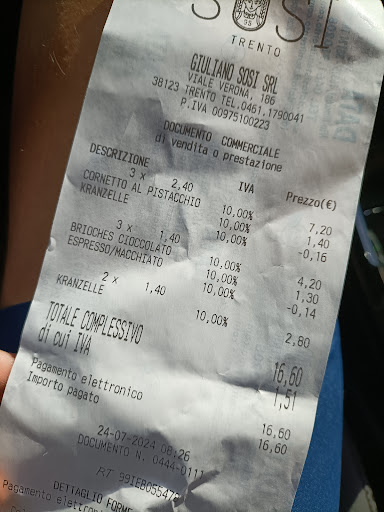 SOSI
TRENTO
GIULIANO SOSI SRL
VIALE VERONA, 186
38123 TRENTO TEL.0461.1790041
P.IVA 00975100223
DOCUMENTO COMMERCIALE
di vendita o prestazione
DESCRIZIONE IVA Prezzo(€)
3 x 2,40
CORNETTO AL PISTACCHIO 10,00% 7,20
KRANZELLE 10,00% 1,40
10,00% -0,16
3 x 1,40
BRIOCHES CIOCCOLATO 10,00% 4,20
ESPRESSO/MACCHIATO 10,00% 1,30
10,00% -0,14
2 x 1,40
KRANZELLE 10,00% 2,80
TOTALE COMPLESSIVO 16,60
di cui IVA 1,51
Pagamento elettronico 16,60
Importo pagato 16,60
24-07-2024 08:26
DOCUMENTO N. 0444-0111
RT 99IEB05547
DETTAGLIO FORME
Pagamento elettron